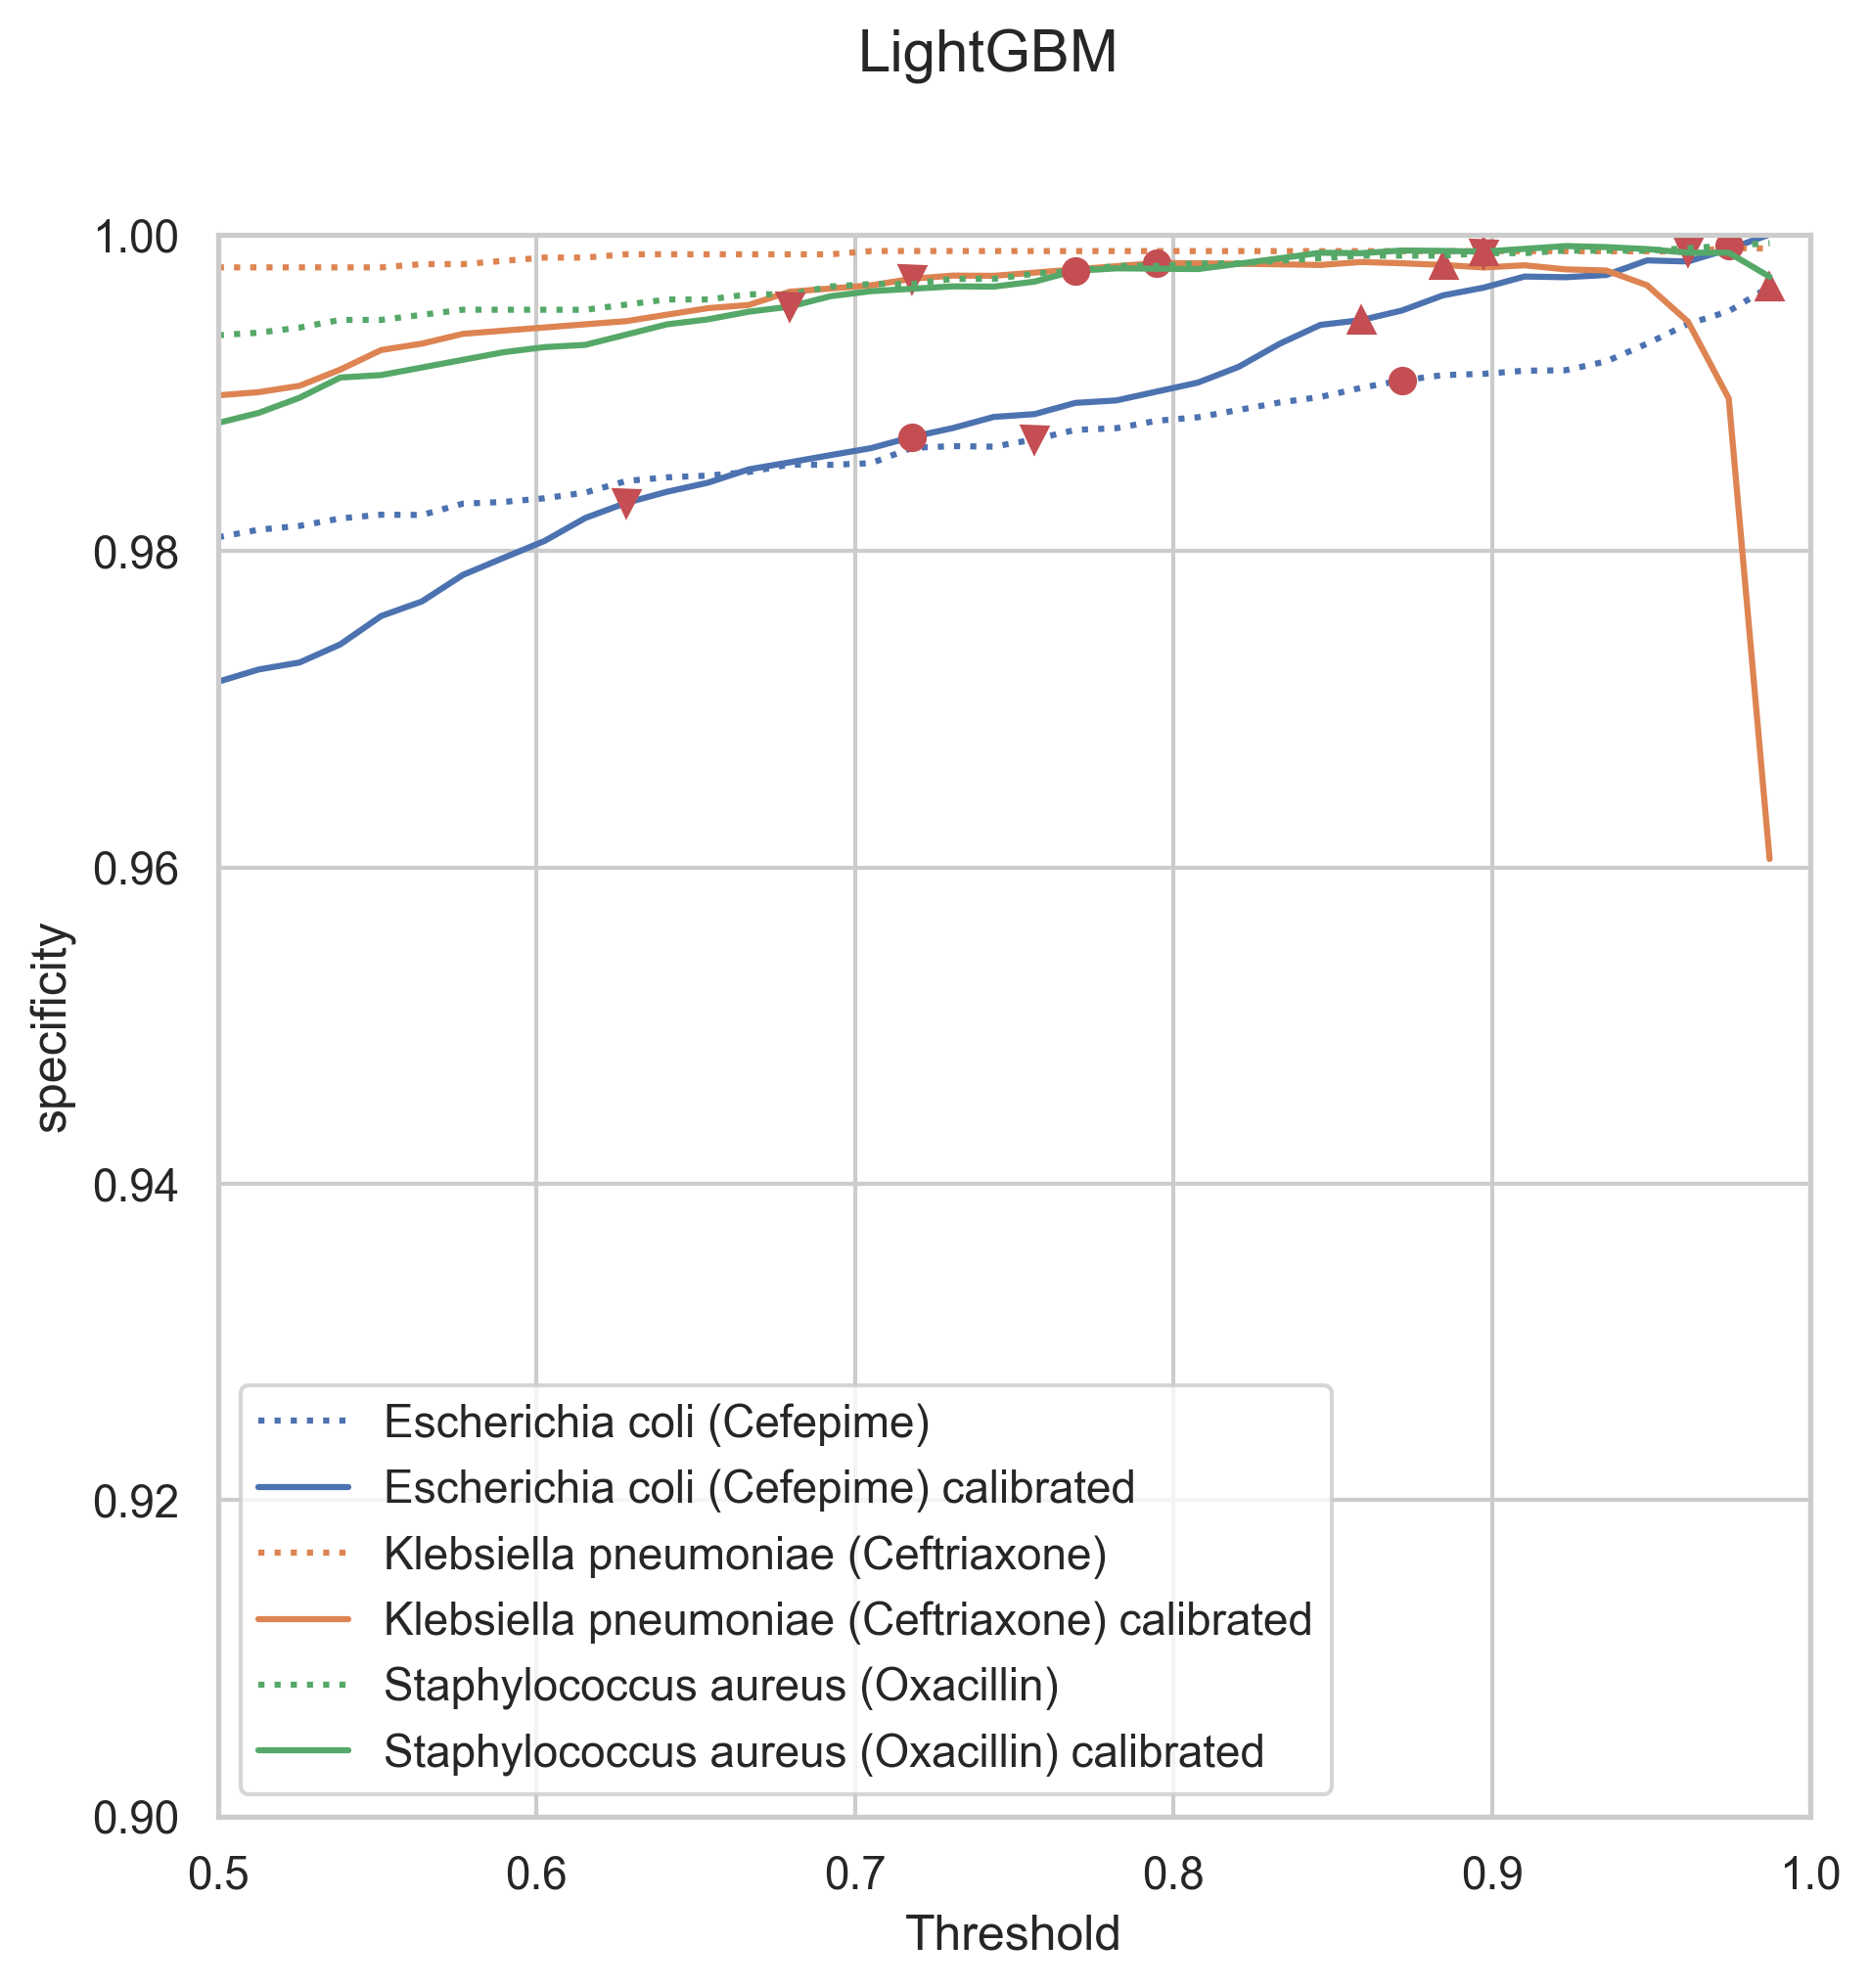 LightGBM
1.00
0.98
0.96
0.94
0.92
0.90
specificity
Escherichia coli (Cefepime)
Escherichia coli (Cefepime) calibrated
Klebsiella pneumoniae (Ceftriaxone)
Klebsiella pneumoniae (Ceftriaxone) calibrated
Staphylococcus aureus (Oxacillin)
Staphylococcus aureus (Oxacillin) calibrated
0.5 0.6 0.7 0.8 0.9 1.0
Threshold